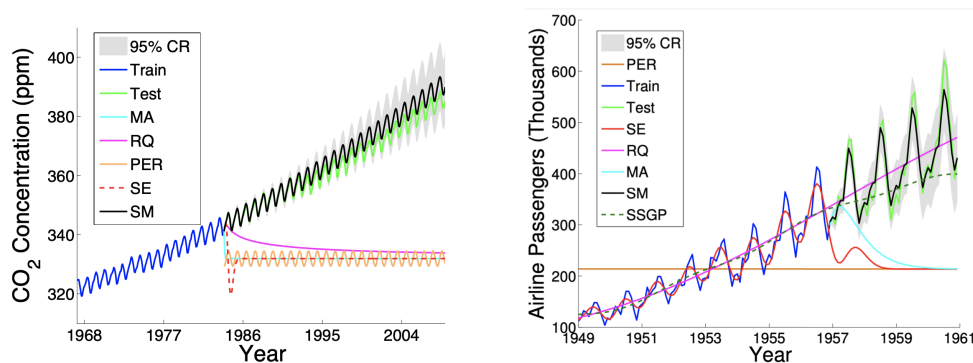 400
380
360
340
320
CO2 Concentration (ppm)
95% CR
Train
Test
MA
RQ
PER
SE
SM
1968 1977 1986 1995 2004
Year
700
600
500
400
300
200
100
Airline Passengers (Thousands)
95% CR
PER
Train
Test
SE
RQ
MA
SM
SSGP
1949 1951 1953 1955 1957 1959 1961
Year